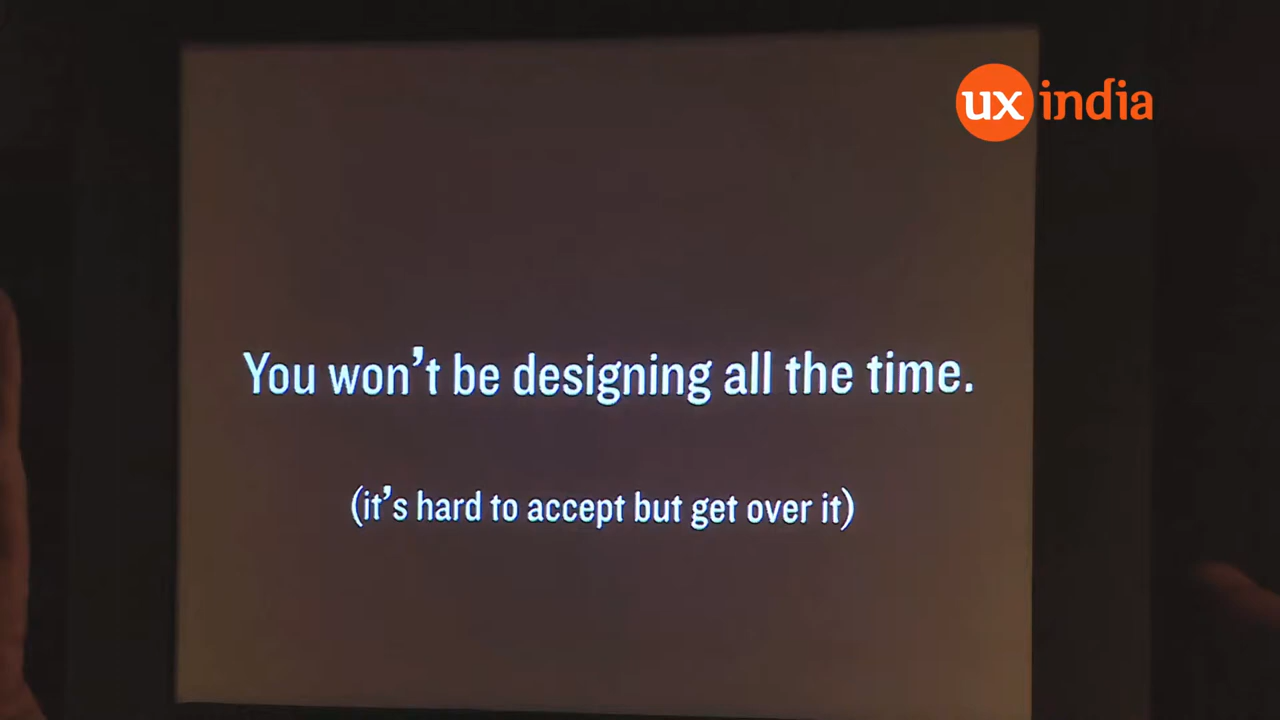 ux india
You won't be designing all the time.
(it's hard to accept but get over it)